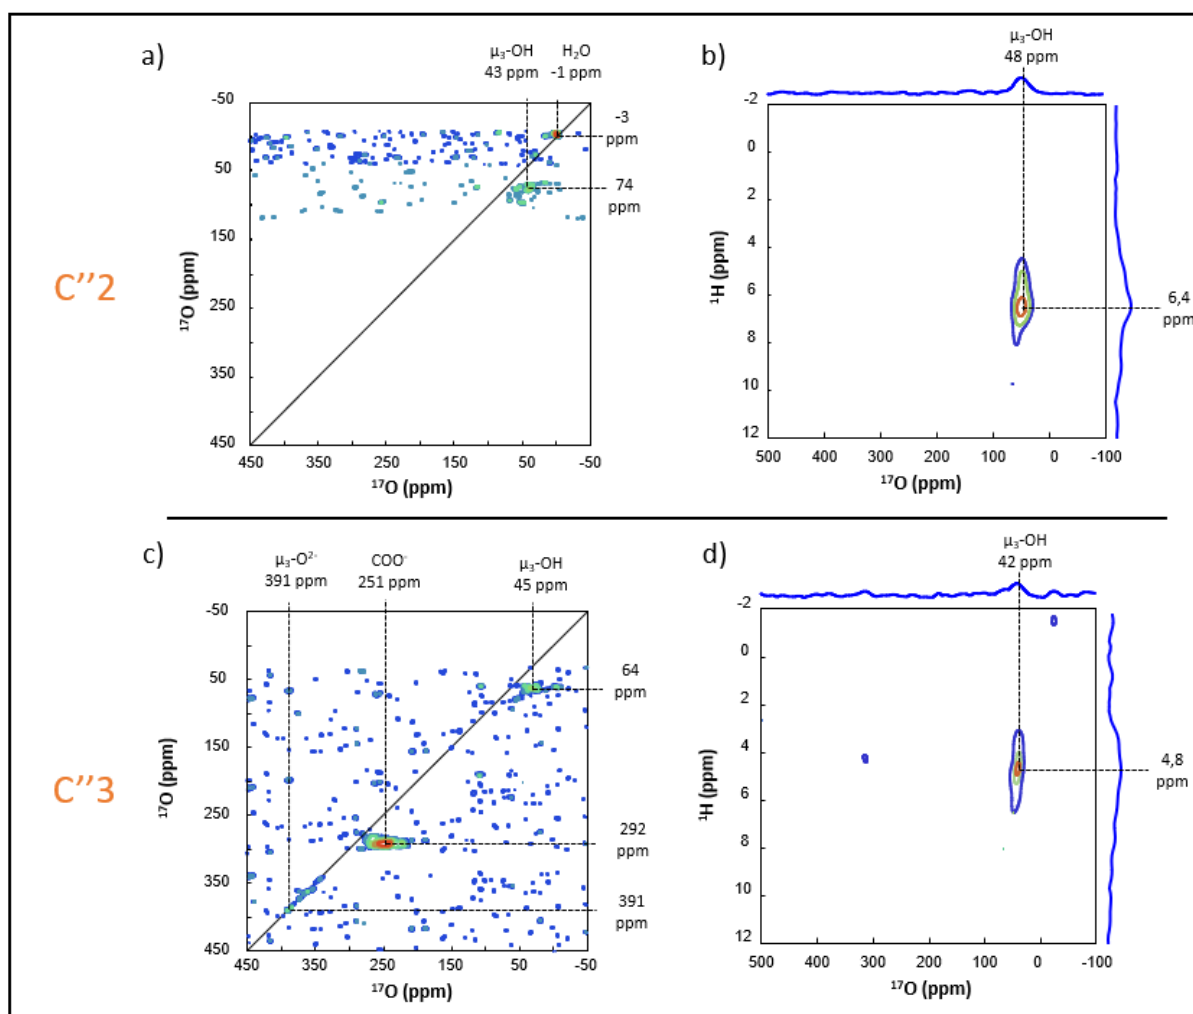 a)
μ₃-OH
43 ppm
H₂O
-1 ppm
-50
50
150
250
350
450
¹⁷O (ppm)
-3
ppm
74
ppm
450
350
250
150
50
-50
¹⁷O (ppm)
b)
μ₃-OH
48 ppm
-2
0
2
4
6
8
10
12
¹H (ppm)
6,4
ppm
500
400
300
200
100
0
-100
¹⁷O (ppm)
C’’2
c)
μ₃-O²⁻
391 ppm
COO⁻
251 ppm
μ₃-OH
45 ppm
-50
50
150
250
350
450
¹⁷O (ppm)
64
ppm
292
ppm
391
ppm
450
350
250
150
50
-50
¹⁷O (ppm)
d)
μ₃-OH
42 ppm
-2
0
2
4
6
8
10
12
¹H (ppm)
4,8
ppm
500
400
300
200
100
0
-100
¹⁷O (ppm)
C’’3